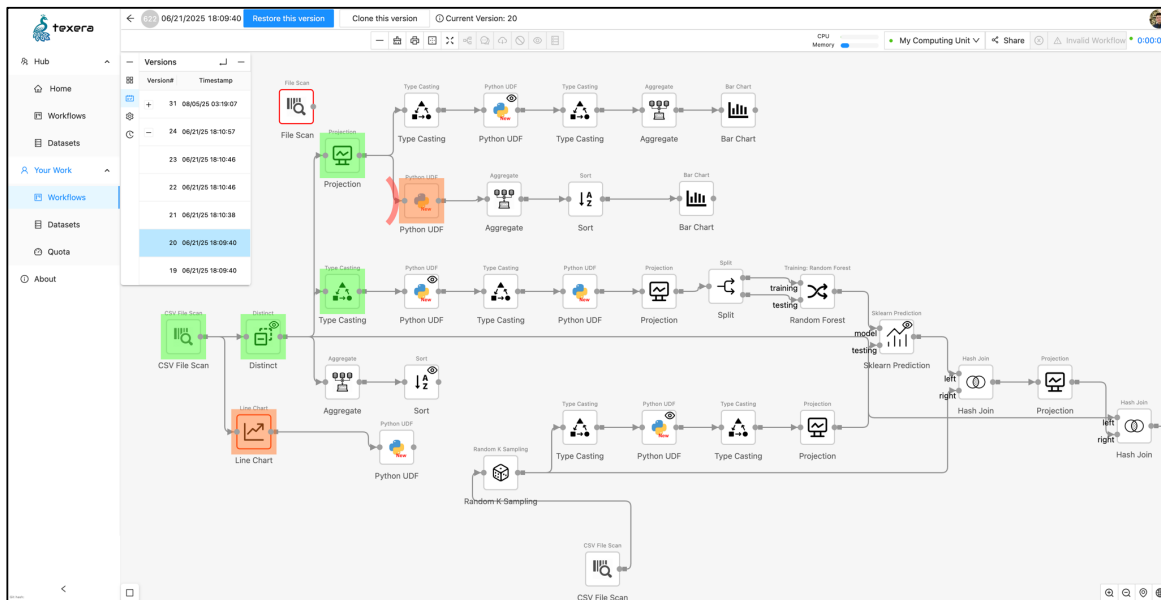 texera
622 06/21/2025 18:09:40 Restore this version Clone this version Current Version: 20
CPU
Memory
My Computing Unit
Share
Invalid Workflow
0:00:0
Hub
Home
Workflows
Datasets
Your Work
Workflows
Datasets
Quota
About
Versions
Version# Timestamp
31 08/05/25 03:19:07
24 06/21/25 18:10:57
23 06/21/25 18:10:46
22 06/21/25 18:10:46
21 06/21/25 18:10:38
20 06/21/25 18:09:40
19 06/21/25 18:09:40
File Scan
File Scan
Type Casting
Type Casting
Python UDF
New
Python UDF
Type Casting
Type Casting
Aggregate
Aggregate
Bar Chart
Bar Chart
Projection
Projection
Python UDF
New
Python UDF
Aggregate
Aggregate
Sort
A
Z
Sort
Bar Chart
Bar Chart
Type Casting
Type Casting
Python UDF
New
Python UDF
Type Casting
Type Casting
Python UDF
New
Python UDF
Projection
Projection
Split
Split
training
testing
Training: Random Forest
Random Forest
CSV File Scan
CSV File Scan
Distinct
Distinct
Sklearn Prediction
model
testing
Sklearn Prediction
Aggregate
Aggregate
Sort
A
Z
Sort
Hash Join
left
right
Hash Join
Projection
Projection
Line Chart
Line Chart
Python UDF
New
Python UDF
Type Casting
Type Casting
Python UDF
New
Python UDF
Type Casting
Type Casting
Projection
Projection
Hash Join
left
right
Hash Join
Random K Sampling
Random K Sampling
CSV File Scan
CSV File Scan